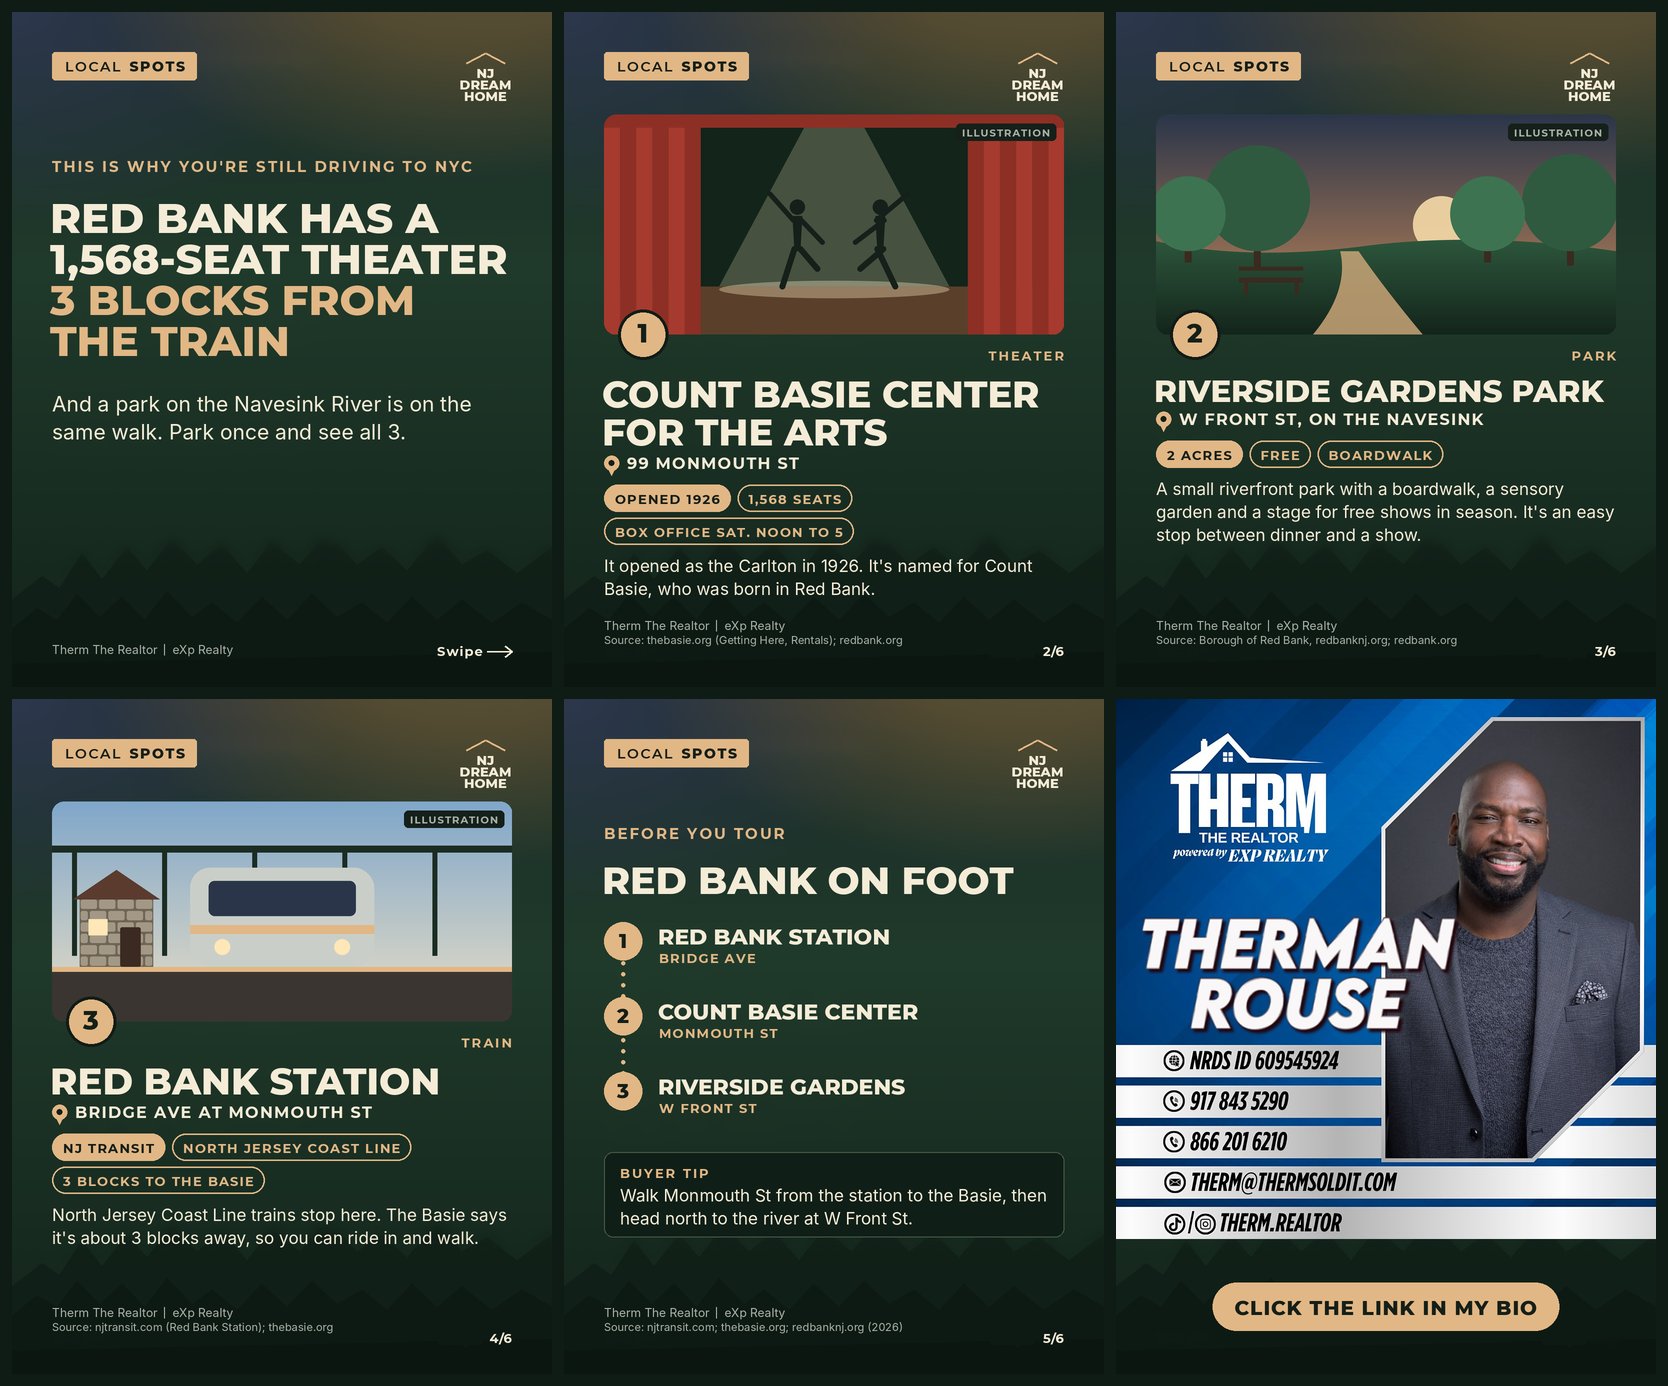 LOCAL SPOTS
NJ
DREAM
HOME
THIS IS WHY YOU'RE STILL DRIVING TO NYC
RED BANK HAS A
1,568-SEAT THEATER
3 BLOCKS FROM
THE TRAIN
And a park on the Navesink River is on the
same walk. Park once and see all 3.
Therm The Realtor | eXp Realty
Swipe
LOCAL SPOTS
NJ
DREAM
HOME
ILLUSTRATION
1
THEATER
COUNT BASIE CENTER
FOR THE ARTS
99 MONMOUTH ST
OPENED 1926
1,568 SEATS
BOX OFFICE SAT. NOON TO 5
It opened as the Carlton in 1926. It's named for Count
Basie, who was born in Red Bank.
Therm The Realtor | eXp Realty
Source: thebasie.org (Getting Here, Rentals); redbank.org
2/6
LOCAL SPOTS
NJ
DREAM
HOME
ILLUSTRATION
2
PARK
RIVERSIDE GARDENS PARK
W FRONT ST, ON THE NAVESINK
2 ACRES
FREE
BOARDWALK
A small riverfront park with a boardwalk, a sensory
garden and a stage for free shows in season. It's an easy
stop between dinner and a show.
Therm The Realtor | eXp Realty
Source: Borough of Red Bank, redbanknj.org; redbank.org
3/6
LOCAL SPOTS
NJ
DREAM
HOME
ILLUSTRATION
3
TRAIN
RED BANK STATION
BRIDGE AVE AT MONMOUTH ST
NJ TRANSIT
NORTH JERSEY COAST LINE
3 BLOCKS TO THE BASIE
North Jersey Coast Line trains stop here. The Basie says
it's about 3 blocks away, so you can ride in and walk.
Therm The Realtor | eXp Realty
Source: njtransit.com (Red Bank Station); thebasie.org
4/6
LOCAL SPOTS
NJ
DREAM
HOME
BEFORE YOU TOUR
RED BANK ON FOOT
1
RED BANK STATION
BRIDGE AVE
2
COUNT BASIE CENTER
MONMOUTH ST
3
RIVERSIDE GARDENS
W FRONT ST
BUYER TIP
Walk Monmouth St from the station to the Basie, then
head north to the river at W Front St.
Therm The Realtor | eXp Realty
Source: njtransit.com; thebasie.org; redbanknj.org (2026)
5/6
THERM
THE REALTOR
powered by EXP REALTY
THERMAN
ROUSE
NRDS ID 609545924
917 843 5290
866 201 6210
THERM@THERMSOLDIT.COM
/ THERM.REALTOR
CLICK THE LINK IN MY BIO